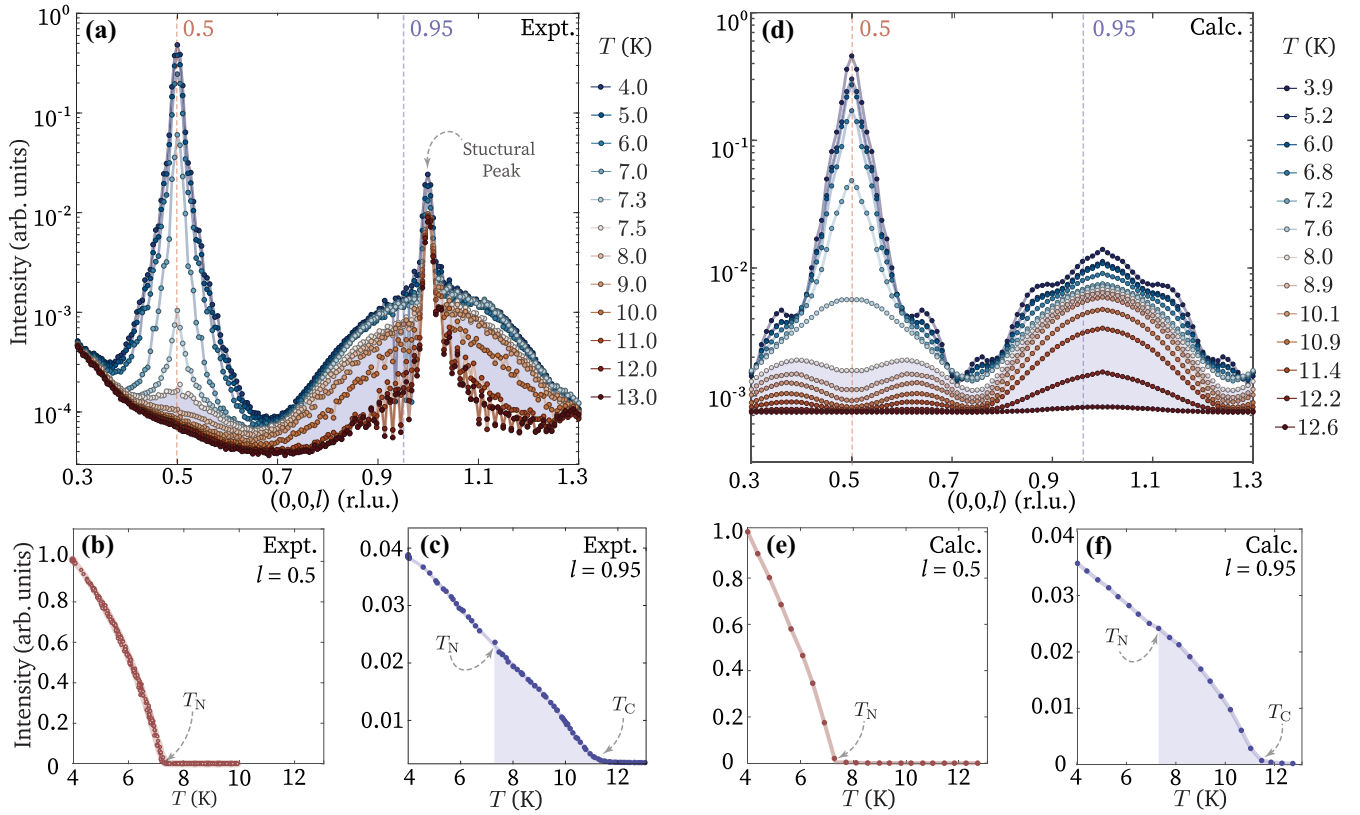 (a)
0.5
0.95
Expt.
Intensity (arb. units)
10⁰
10⁻¹
10⁻²
10⁻³
10⁻⁴
Stuctural
Peak
0.3 0.5 0.7 0.9 1.1 1.3
(0,0,l) (r.l.u.)
T (K)
4.0
5.0
6.0
7.0
7.3
7.5
8.0
9.0
10.0
11.0
12.0
13.0
(d)
0.5
0.95
Calc.
10⁰
10⁻¹
10⁻²
10⁻³
0.3 0.5 0.7 0.9 1.1 1.3
(0,0,l) (r.l.u.)
T (K)
3.9
5.2
6.0
6.8
7.2
7.6
8.0
8.9
10.1
10.9
11.4
12.2
12.6
(b)
Expt.
l = 0.5
Intensity (arb. units)
1.0
0.8
0.6
0.4
0.2
0
T_N
4 6 8 10 12
T (K)
(c)
Expt.
l = 0.95
0.04
0.03
0.02
0.01
T_N
T_C
4 6 8 10 12
T (K)
(e)
Calc.
l = 0.5
1.0
0.8
0.6
0.4
0.2
0
T_N
4 6 8 10 12
T (K)
(f)
Calc.
l = 0.95
0.04
0.03
0.02
0.01
0
T_N
T_C
4 6 8 10 12
T (K)